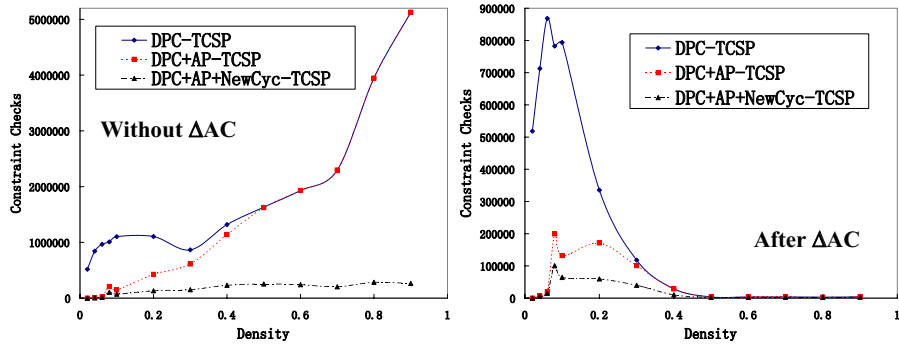 5000000
4000000
3000000
2000000
1000000
0
Constraint Checks
DPC-TCSP
DPC+AP-TCSP
DPC+AP+NewCyc-TCSP
Without ΔAC
0 0.2 0.4 0.6 0.8 1
Density
900000
800000
700000
600000
500000
400000
300000
200000
100000
0
Constraint Checks
DPC-TCSP
DPC+AP-TCSP
DPC+AP+NewCyc-TCSP
After ΔAC
0 0.2 0.4 0.6 0.8 1
Density